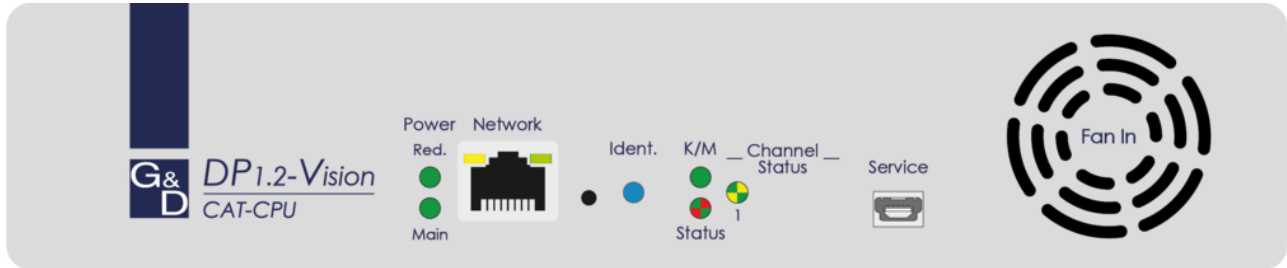 Power
Network
Red.
Main
G&D
DP1.2-Vision
CAT-CPU
Ident.
K/M
Status
Channel
Status
1
Service
Fan In